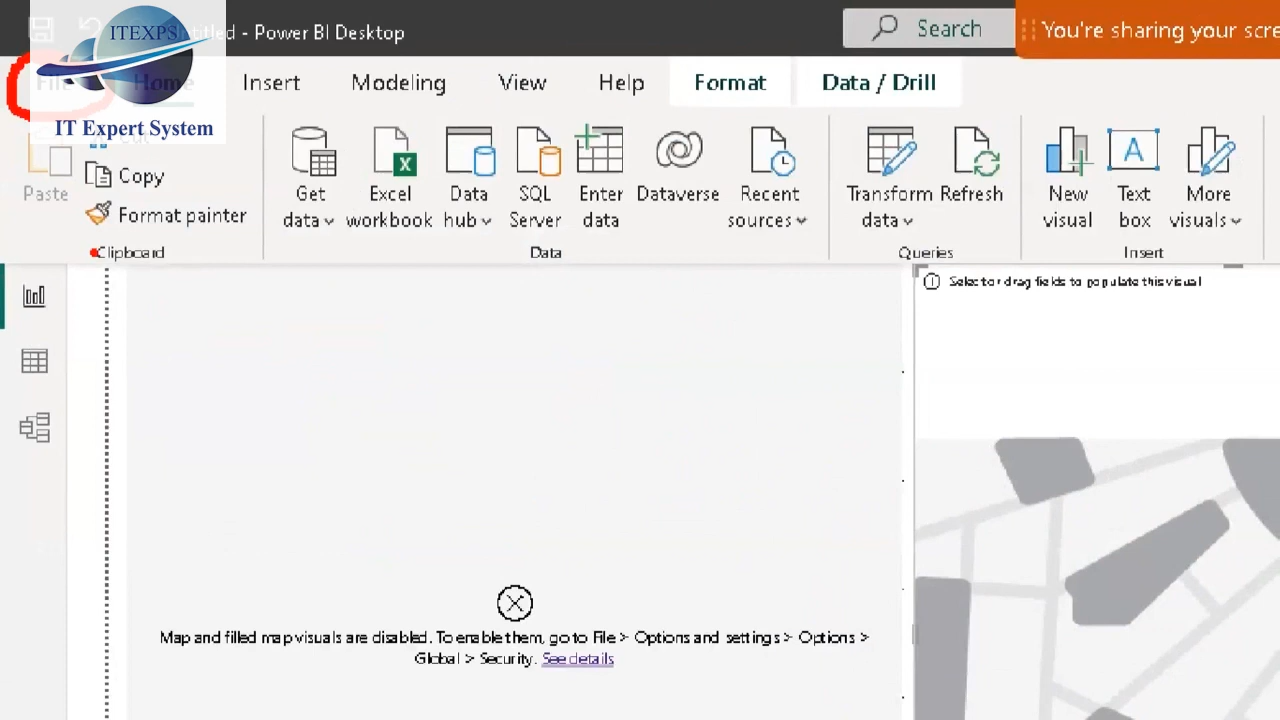 ITEXPS
IT Expert System
titled - Power BI Desktop
Search
You're sharing your scre
File
Home
Insert
Modeling
View
Help
Format
Data / Drill
Paste
Copy
Format painter
Clipboard
Get data
Excel workbook
Data hub
SQL Server
Enter data
Dataverse
Recent sources
Data
Transform data
Refresh
Queries
New visual
Text box
More visuals
Insert
Select or drag fields to populate this visual
Map and filled map visuals are disabled. To enable them, go to File > Options and settings > Options >
Global > Security. See details